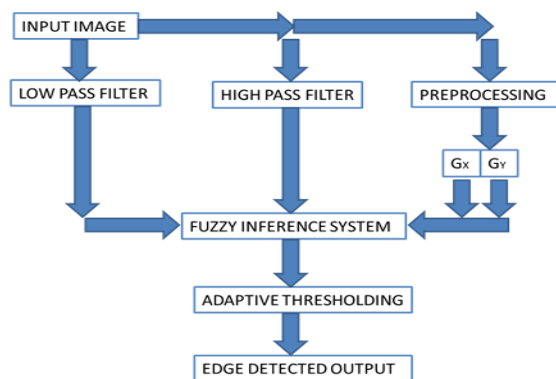 INPUT IMAGE
LOW PASS FILTER
HIGH PASS FILTER
PREPROCESSING
GX GY
FUZZY INFERENCE SYSTEM
ADAPTIVE THRESHOLDING
EDGE DETECTED OUTPUT